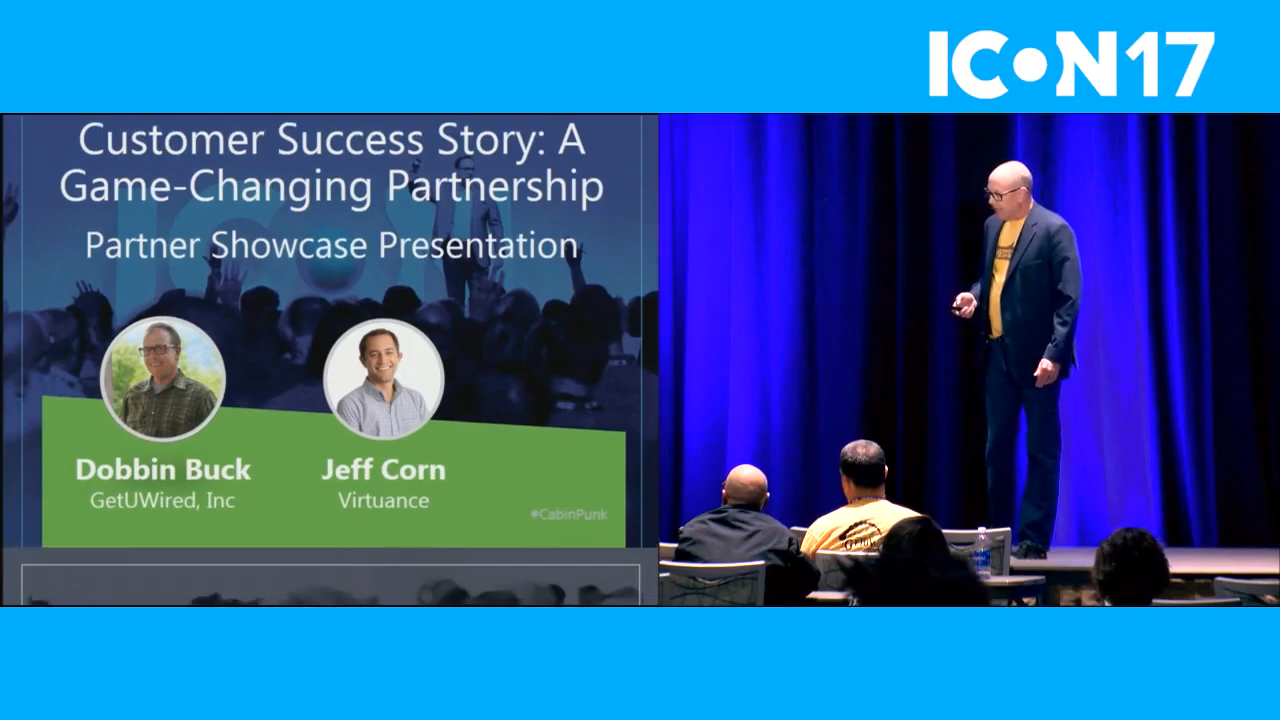 ICON17
Customer Success Story: A
Game-Changing Partnership
Partner Showcase Presentation
Dobbin Buck
GetUWired, Inc
Jeff Corn
Virtuance
#CabinPunk